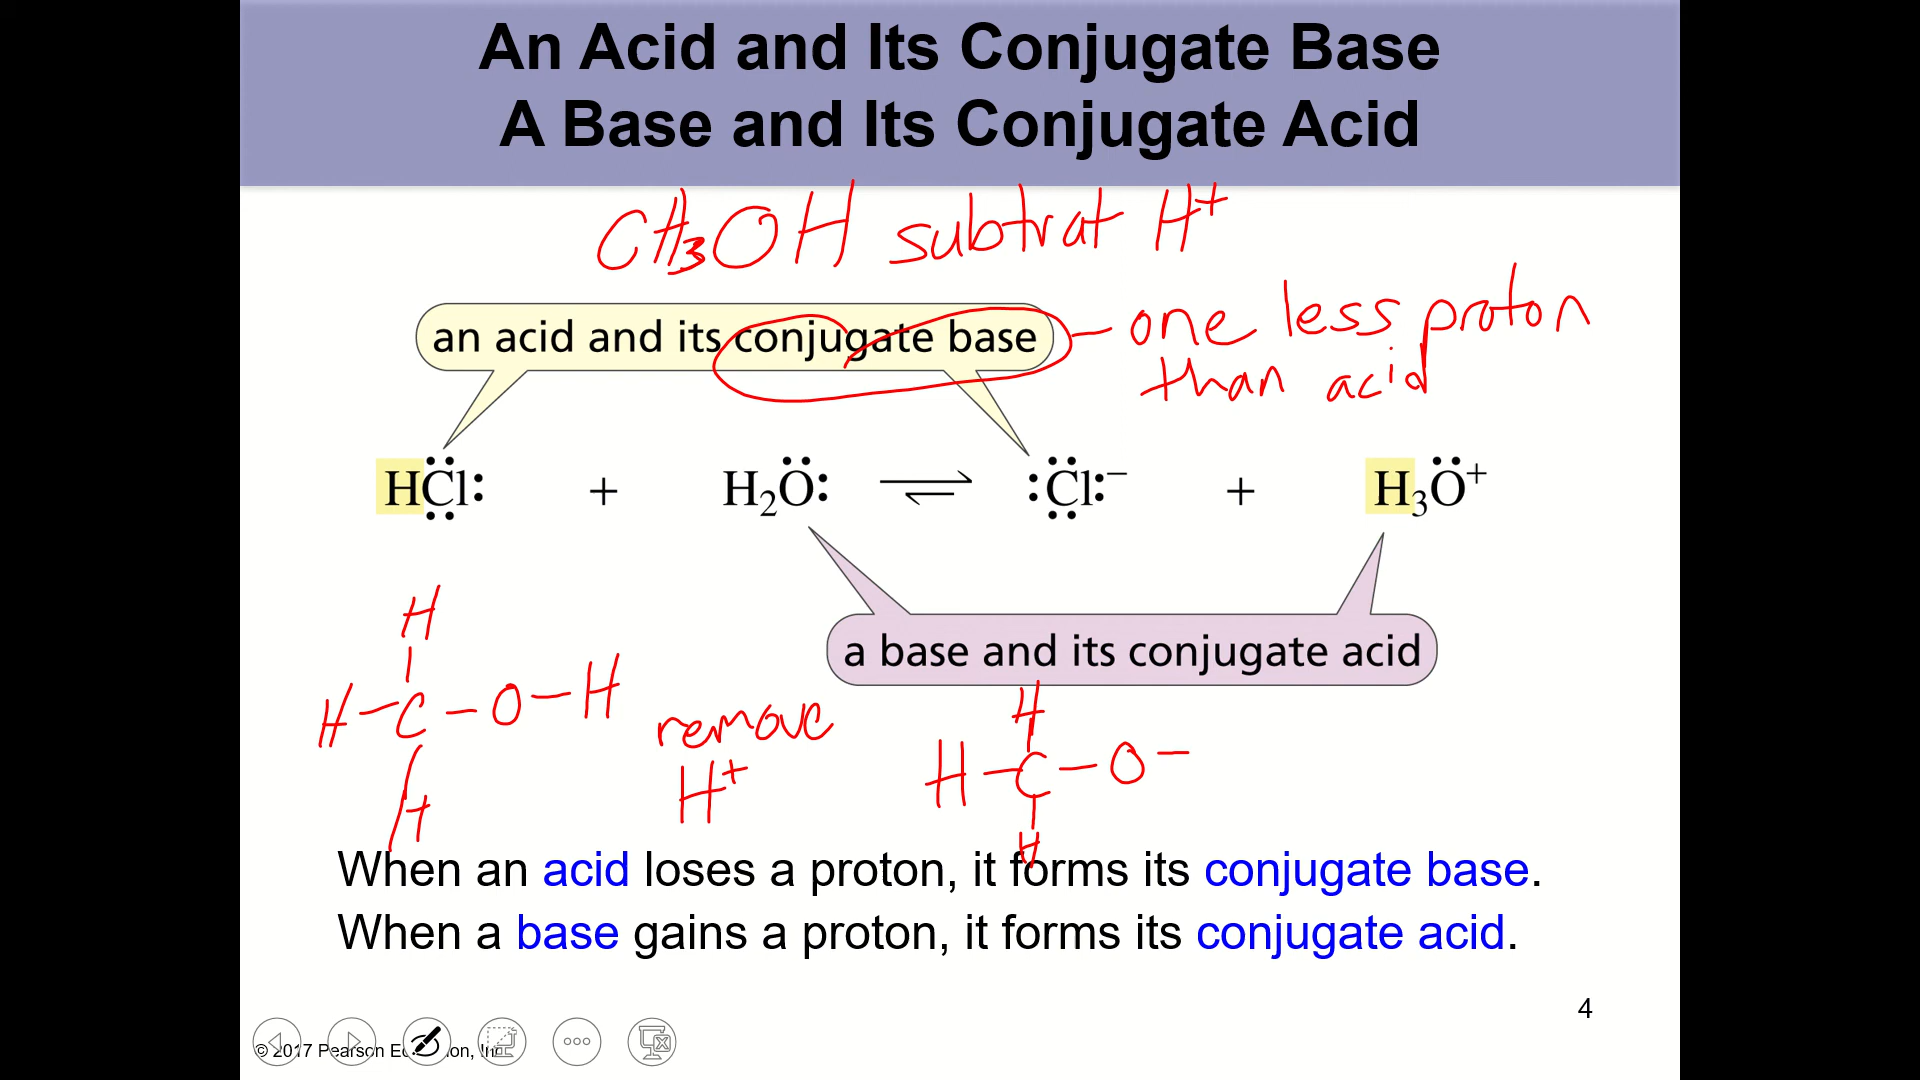 An Acid and Its Conjugate Base
A Base and Its Conjugate Acid
CH3OH subtrat H+
an acid and its conjugate base
one less proton
than acid
HCl + H2O ⇌ Cl− + H3O+
a base and its conjugate acid
H
H–C–O–H
H
remove
H+
H
H–C–O−
H
When an acid loses a proton, it forms its conjugate base.
When a base gains a proton, it forms its conjugate acid.
4
© 2017 Pearson